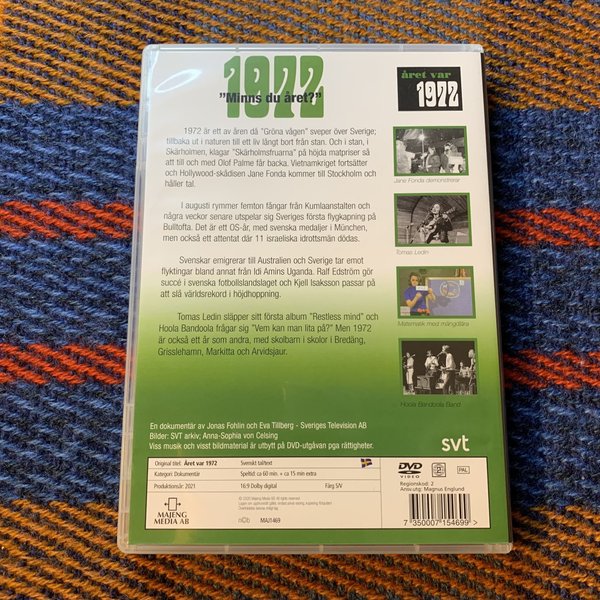 1972
"Minns du året?"
året var
1972
1972 är ett av åren då "Gröna vågen" sveper över Sverige;
tillbaka ut i naturen till ett liv långt bort från stan. Och i stan, i
Skärholmen, klagar "Skärholmsfruarna" på höjda matpriser så
att till och med Olof Palme får backa. Vietnamkriget fortsätter
och Hollywood-skådisen Jane Fonda kommer till Stockholm och
håller tal.
I augusti rymmer femton fångar från Kumlaanstalten och
några veckor senare utspelar sig Sveriges första flygkapning på
Bulltofta. Det är ett OS-år, med svenska medaljer i München,
men också ett attentat där 11 israeliska idrottsmän dödas.
Svenskar emigrerar till Australien och Sverige tar emot
flyktingar bland annat från Idi Amins Uganda. Ralf Edström gör
succé i svenska fotbollslandslaget och Kjell Isaksson passar på
att slå världsrekord i höjdhoppning.
Tomas Ledin släpper sitt första album "Restless mind" och
Hoola Bandoola frågar sig "Vem kan man lita på?" Men 1972
är också ett år som andra, med skolbarn i skolor i Bredäng,
Grisslehamn, Markitta och Arvidsjaur.
Jane Fonda demonstrerar
Tomas Ledin
Matematik med mängdlära
Hoola Bandoola Band
En dokumentär av Jonas Fohlin och Eva Tillberg - Sveriges Television AB
Bilder: SVT arkiv; Anna-Sophia von Celsing
Viss musik och visst bildmaterial är utbytt på DVD-utgåvan pga rättigheter.
svt
Original titel: Året var 1972
Svenskt tal/text
Kategori: Dokumentär
Speltid: ca 60 min. + ca 15 min extra
Produktionsår: 2021
16:9 Dolby digital
Färg S/V
DVD
VIDEO
2
PAL
Regionskod: 2
Ansv.utg: Magnus Englund
MAJENG
MEDIA AB
ncb
MAJ1469
7 350007 154699 >